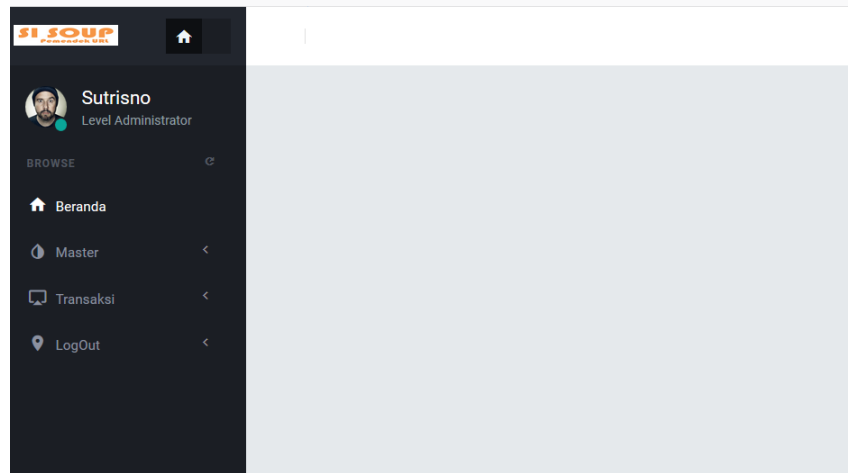 SI SOUP
Pemendek URL
Sutrisno
Level Administrator
BROWSE
Beranda
Master
Transaksi
LogOut